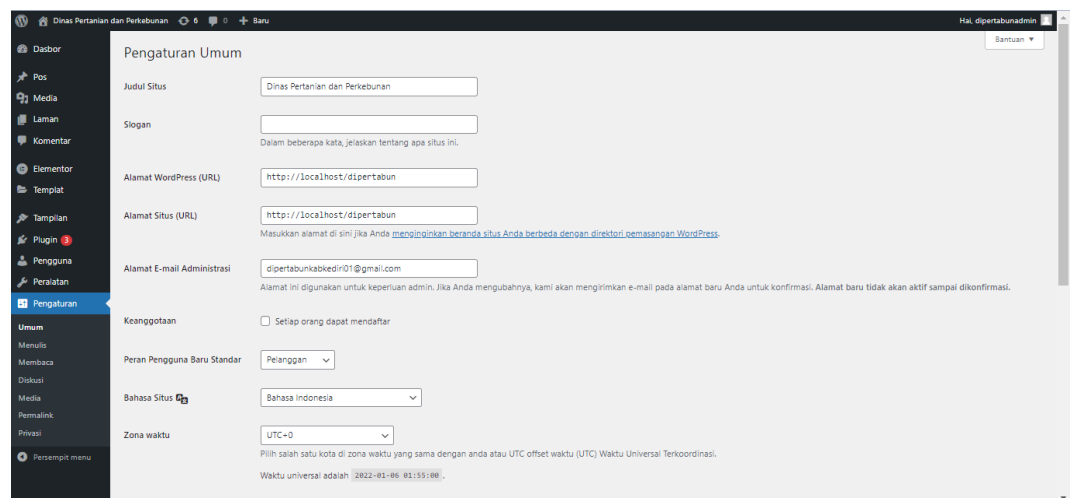 Dinas Pertanian dan Perkebunan 6 0 + Baru Hai, dipertabunadmin
Bantuan ▼
Dasbor
Pos
Media
Laman
Komentar
Elementor
Templat
Tampilan
Plugin 3
Pengguna
Peralatan
Pengaturan
Umum
Menulis
Membaca
Diskusi
Media
Permalink
Privasi
Persempit menu
Pengaturan Umum
Judul Situs Dinas Pertanian dan Perkebunan
Slogan
Dalam beberapa kata, jelaskan tentang apa situs ini.
Alamat WordPress (URL) http://localhost/dipertabun
Alamat Situs (URL) http://localhost/dipertabun
Masukkan alamat di sini jika Anda menginginkan beranda situs Anda berbeda dengan direktori pemasangan WordPress.
Alamat E-mail Administrasi dipertabunkabkediri01@gmail.com
Alamat ini digunakan untuk keperluan admin. Jika Anda mengubahnya, kami akan mengirimkan e-mail pada alamat baru Anda untuk konfirmasi. Alamat baru tidak akan aktif sampai dikonfirmasi.
Keanggotaan Setiap orang dapat mendaftar
Peran Pengguna Baru Standar Pelanggan
Bahasa Situs Bahasa Indonesia
Zona waktu UTC+0
Pilih salah satu kota di zona waktu yang sama dengan anda atau UTC offset waktu (UTC) Waktu Universal Terkoordinasi.
Waktu universal adalah 2022-01-06 01:55:00 .